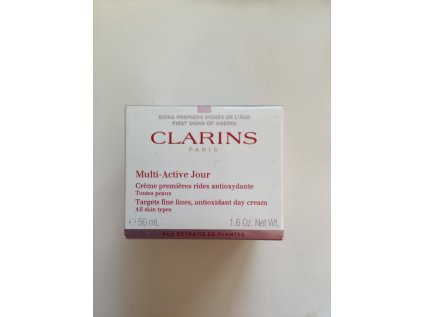 SOINS PREMIERS SIGNES DE L'ÂGE
FIRST SIGNS OF AGEING
CLARINS
PARIS
Multi-Active Jour
Crème premières rides antioxydante
Toutes peaux
Targets fine lines, antioxidant day cream
All skin types
℮50 mL 1.6 Oz. Net Wt.
AUX EXTRAITS DE PLANTES...